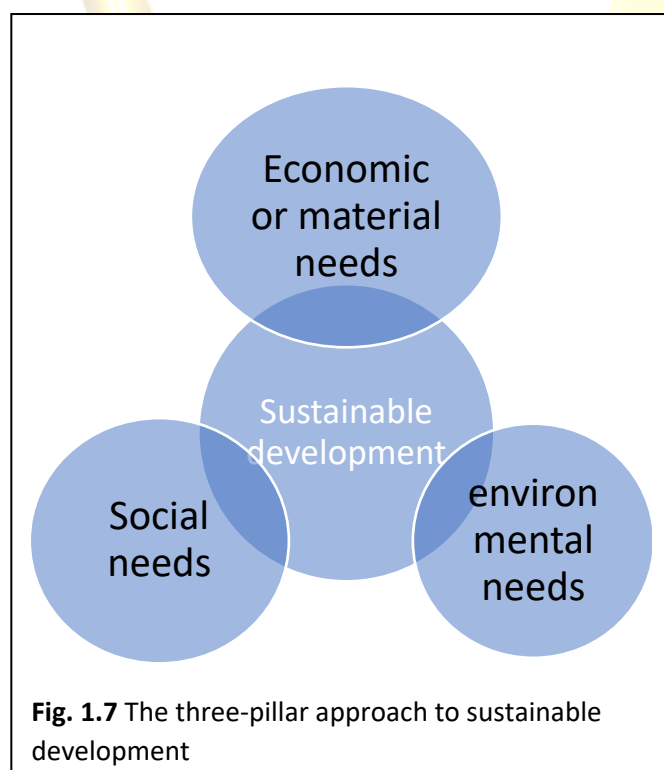 Economic
or material
needs
Sustainable
development
Social
needs
environ
mental
needs
Fig. 1.7 The three-pillar approach to sustainable
development